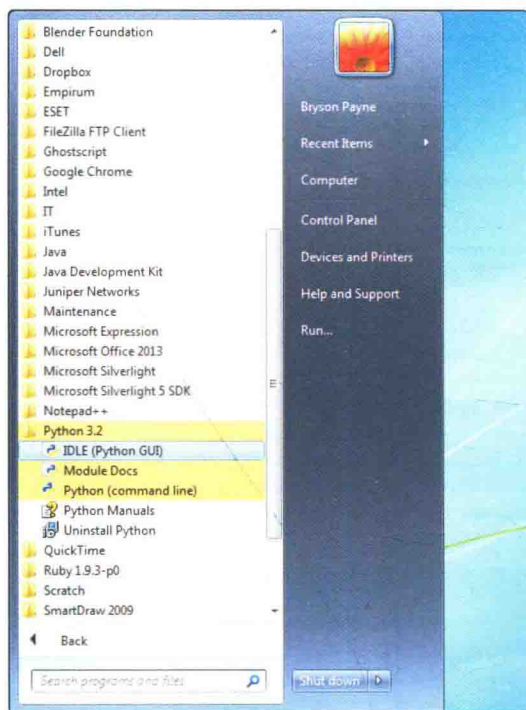 Blender Foundation
Dell
Dropbox
Empirum
ESET
FileZilla FTP Client
Ghostscript
Google Chrome
Intel
IT
iTunes
Java
Java Development Kit
Juniper Networks
Maintenance
Microsoft Expression
Microsoft Office 2013
Microsoft Silverlight
Microsoft Silverlight 5 SDK
Notepad++
Python 3.2
IDLE (Python GUI)
Module Docs
Python (command line)
Python Manuals
Uninstall Python
QuickTime
Ruby 1.9.3-p0
Scratch
SmartDraw 2009
Back
Search programs and files
Bryson Payne
Recent Items
Computer
Control Panel
Devices and Printers
Help and Support
Run...
Shut down